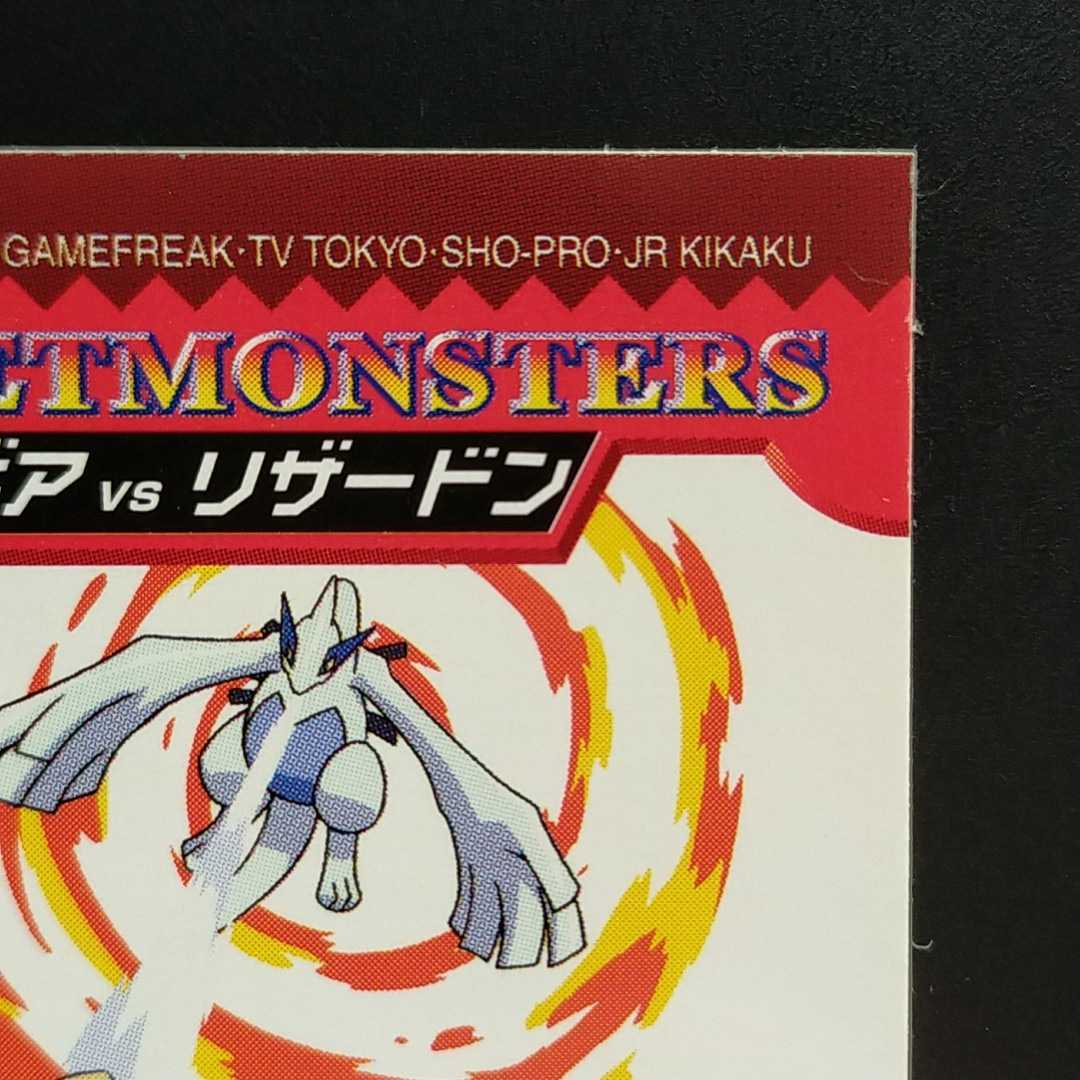 GAMEFREAK·TV TOKYO·SHO-PRO·JR KIKAKU
ETMONSTERS
ギア vs リザードン